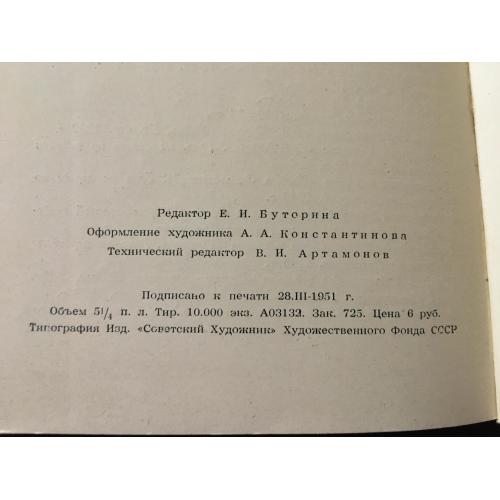 Редактор Е. И. Буторина
Оформление художника А. А. Константинова
Технический редактор В. И. Артамонов
Подписано к печати 28.III-1951 г.
Объем 5¹/₄ п. л. Тир. 10.000 экз. А03132. Зак. 725. Цена 6 руб.
Типография Изд. «Советский Художник» Художественного Фонда СССР